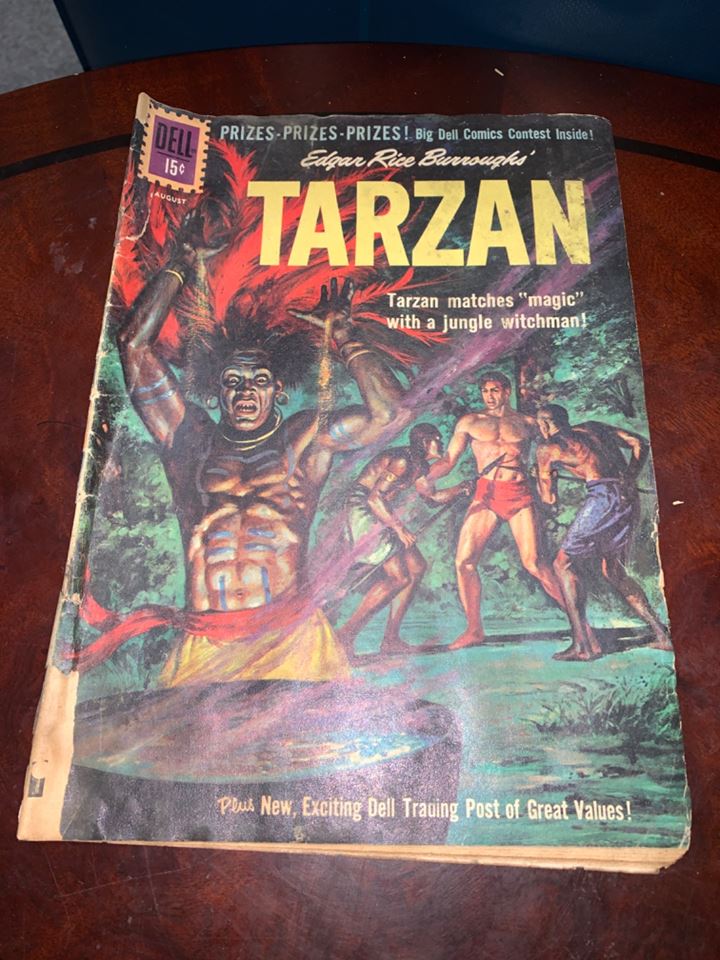 DELL
15¢
AUGUST
PRIZES-PRIZES-PRIZES! Big Dell Comics Contest Inside!
Edgar Rice Burroughs'
TARZAN
Tarzan matches "magic"
with a jungle witchman!
Plus New, Exciting Dell Trading Post of Great Values!